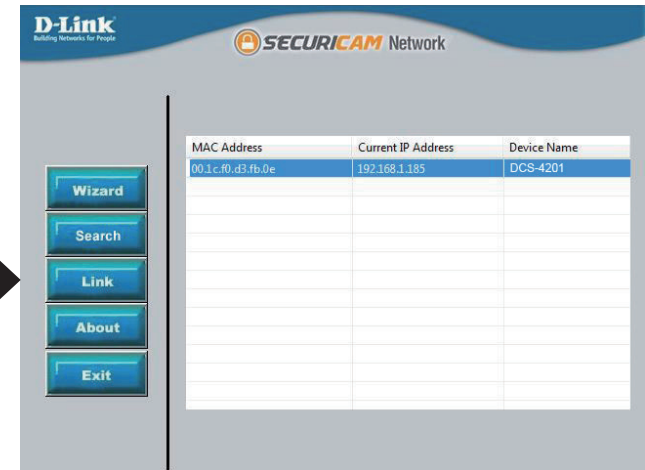 D-Link
Building Networks for People
SECURICAM Network
MAC Address Current IP Address Device Name
00.1c.f0.d3.fb.0e 192.168.1.185 DCS-4201
Wizard
Search
Link
About
Exit